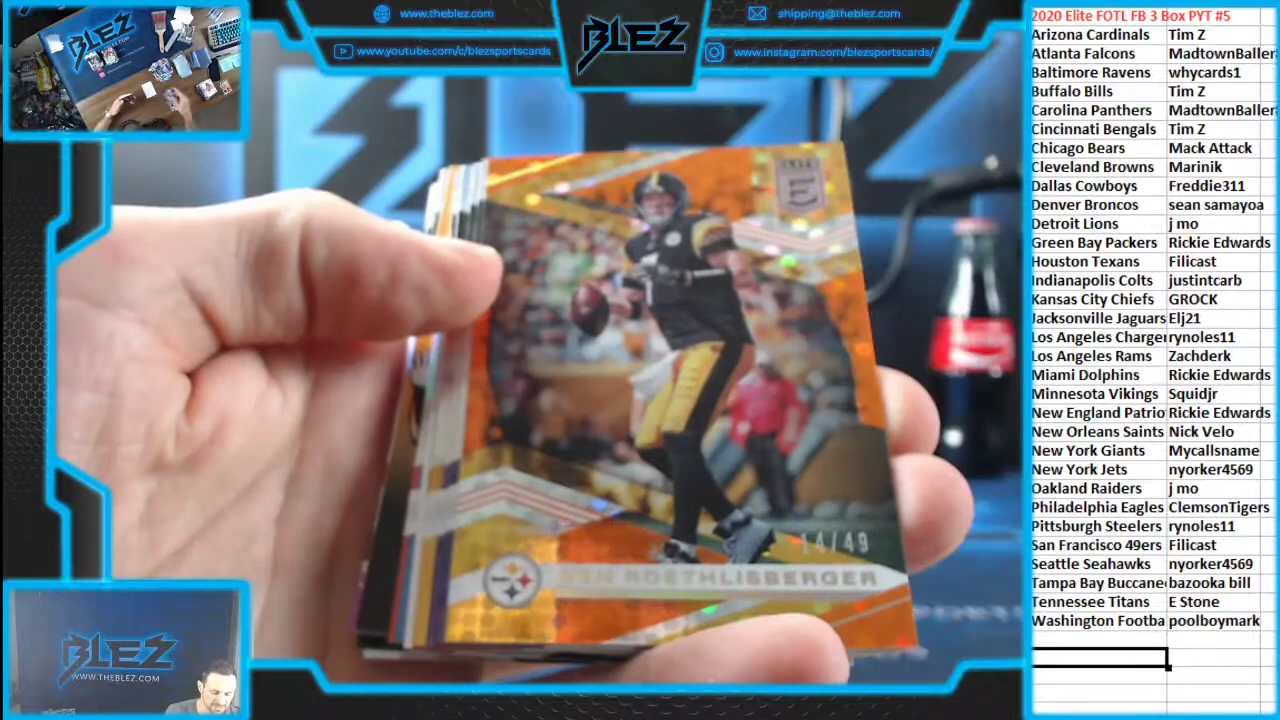 www.theblez.com
www.youtube.com/c/blezsportscards
BLEZ
shipping@theblez.com
www.instagram.com/blezsportscards/
ELITE
E
14/49
BEN ROETHLISBERGER
BLEZ
WWW.THEBLEZ.COM
2020 Elite FOTL FB 3 Box PYT #5
Arizona Cardinals Tim Z
Atlanta Falcons MadtownBaller
Baltimore Ravens whycards1
Buffalo Bills Tim Z
Carolina Panthers MadtownBaller
Cincinnati Bengals Tim Z
Chicago Bears Mack Attack
Cleveland Browns Marinik
Dallas Cowboys Freddie311
Denver Broncos sean samayoa
Detroit Lions j mo
Green Bay Packers Rickie Edwards
Houston Texans Filicast
Indianapolis Colts justintcarb
Kansas City Chiefs GROCK
Jacksonville Jaguars Elj21
Los Angeles Charger rynoles11
Los Angeles Rams Zachderk
Miami Dolphins Rickie Edwards
Minnesota Vikings Squidjr
New England Patrio Rickie Edwards
New Orleans Saints Nick Velo
New York Giants Mycallsname
New York Jets nyorker4569
Oakland Raiders j mo
Philadelphia Eagles ClemsonTigers
Pittsburgh Steelers rynoles11
San Francisco 49ers Filicast
Seattle Seahawks nyorker4569
Tampa Bay Buccane bazooka bill
Tennessee Titans E Stone
Washington Footba poolboymark